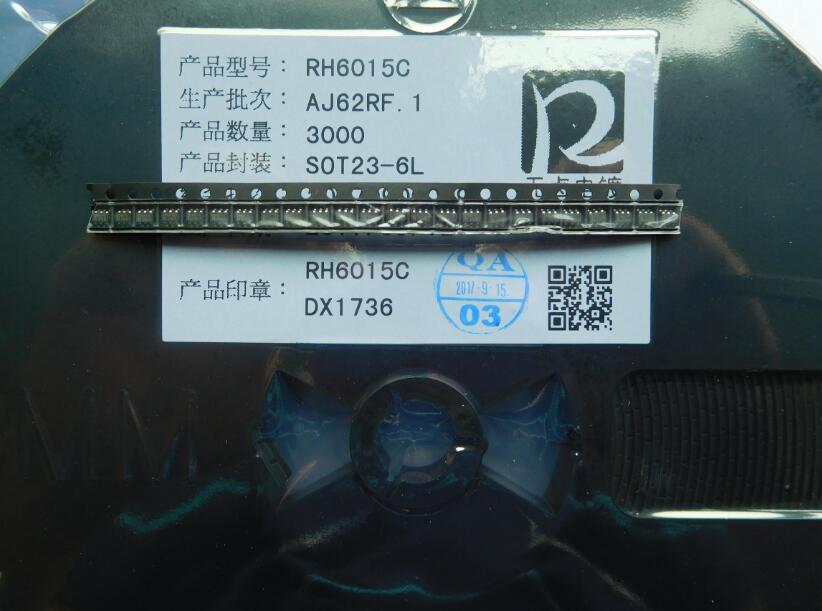 产品型号： RH6015C
生产批次： AJ62RF.1
产品数量： 3000
产品封装： SOT23-6L
产品印章： RH6015C
DX1736
QA
2017.9.15.
03
MM